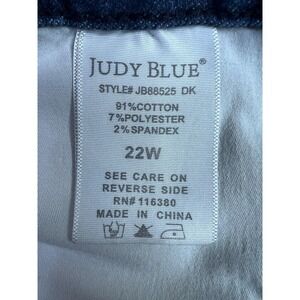 JUDY BLUE®
STYLE# JB88525 DK
91%COTTON
7%POLYESTER
2%SPANDEX
22W
SEE CARE ON
REVERSE SIDE
RN# 116380
MADE IN CHINA